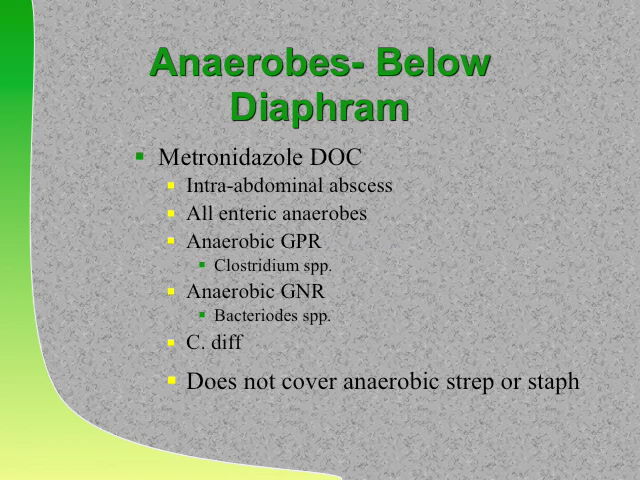 Anaerobes- Below
Diaphram
Metronidazole DOC
Intra-abdominal abscess
All enteric anaerobes
Anaerobic GPR
Clostridium spp.
Anaerobic GNR
Bacteriodes spp.
C. diff
Does not cover anaerobic strep or staph